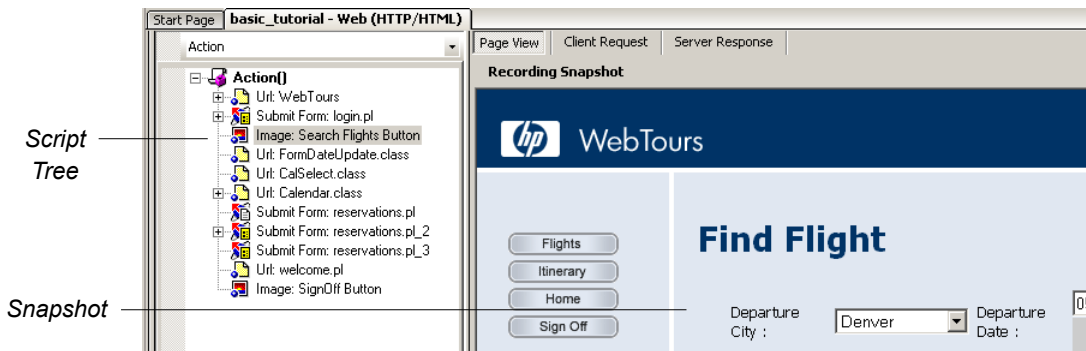 Start Page
basic_tutorial - Web (HTTP/HTML)
Action
Action()
Url: WebTours
Submit Form: login.pl
Image: Search Flights Button
Url: FormDateUpdate.class
Url: CalSelect.class
Url: Calendar.class
Submit Form: reservations.pl
Submit Form: reservations.pl_2
Submit Form: reservations.pl_3
Url: welcome.pl
Image: SignOff Button
Script
Tree
Snapshot
Page View
Client Request
Server Response
Recording Snapshot
hp WebTours
Flights
Itinerary
Home
Sign Off
Find Flight
Departure
City :
Denver
Departure
Date :